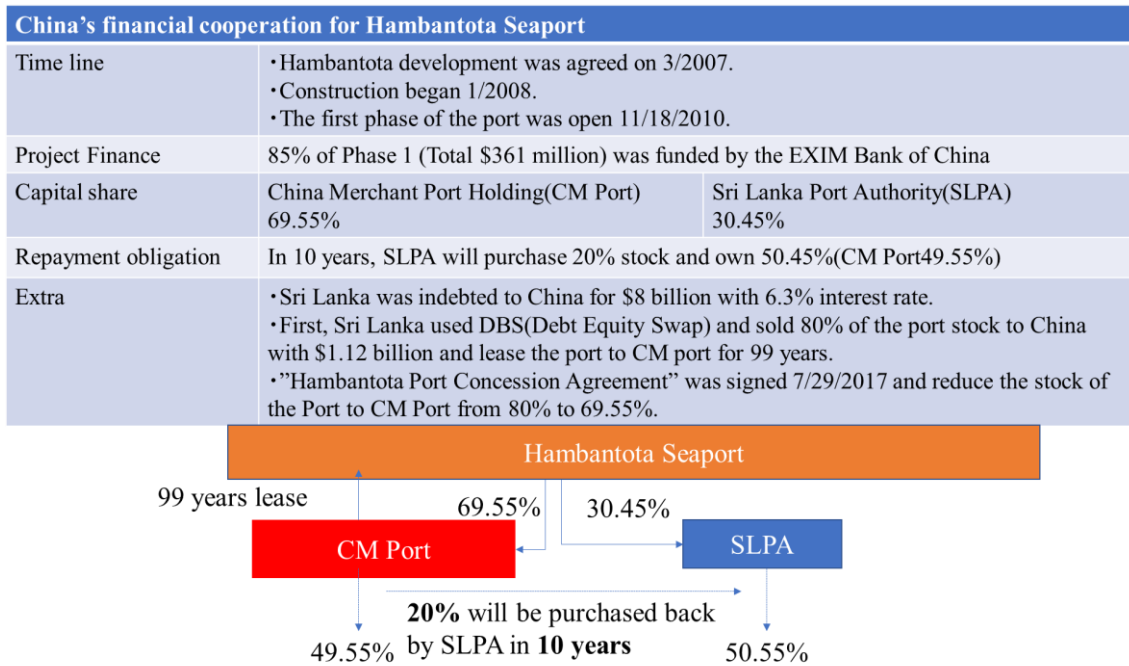 China’s financial cooperation for Hambantota Seaport
Time line
・Hambantota development was agreed on 3/2007.
・Construction began 1/2008.
・The first phase of the port was open 11/18/2010.
Project Finance
85% of Phase 1 (Total $361 million) was funded by the EXIM Bank of China
Capital share
China Merchant Port Holding(CM Port)
69.55%
Sri Lanka Port Authority(SLPA)
30.45%
Repayment obligation
In 10 years, SLPA will purchase 20% stock and own 50.45%(CM Port49.55%)
Extra
・Sri Lanka was indebted to China for $8 billion with 6.3% interest rate.
・First, Sri Lanka used DBS(Debt Equity Swap) and sold 80% of the port stock to China
with $1.12 billion and lease the port to CM port for 99 years.
・”Hambantota Port Concession Agreement” was signed 7/29/2017 and reduce the stock of
the Port to CM Port from 80% to 69.55%.
Hambantota Seaport
99 years lease
69.55%
30.45%
CM Port
SLPA
20% will be purchased back
by SLPA in 10 years
49.55%
50.55%